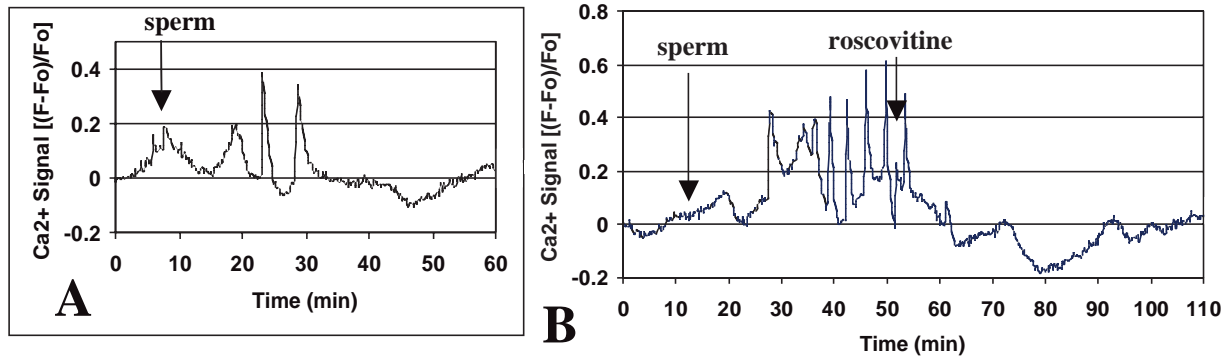 sperm
Ca2+ Signal [(F-Fo)/Fo]
0.4
0.2
0
-0.2
0 10 20 30 40 50 60
Time (min)
A
sperm
roscovitine
Ca2+ Signal [(F-Fo)/Fo]
0.8
0.6
0.4
0.2
0
-0.2
0 10 20 30 40 50 60 70 80 90 100 110
Time (min)
B